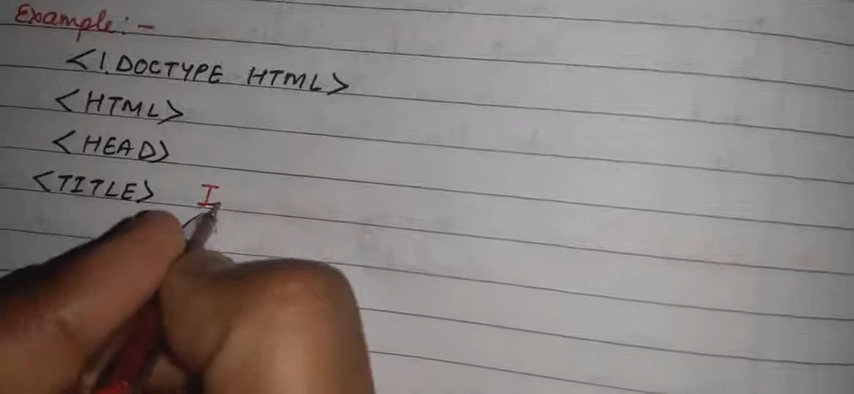 Example:-
<!DOCTYPE HTML>
<HTML>
<HEAD>
<TITLE> I